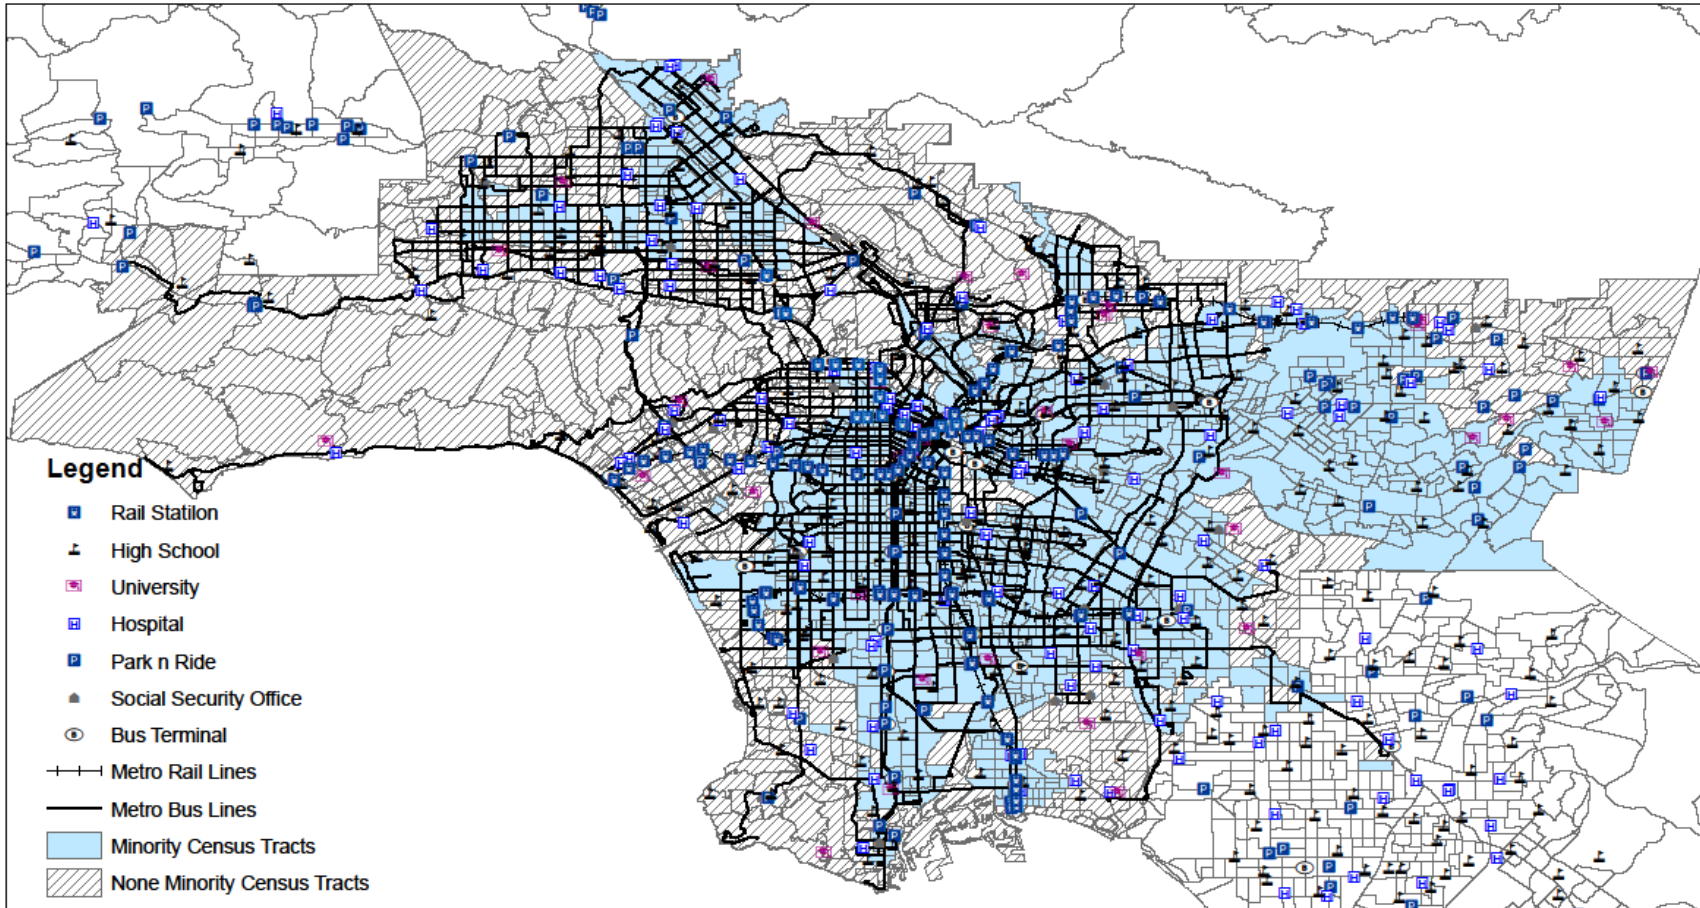 Legend
Rail Statilon
High School
University
Hospital
Park n Ride
Social Security Office
Bus Terminal
Metro Rail Lines
Metro Bus Lines
Minority Census Tracts
None Minority Census Tracts